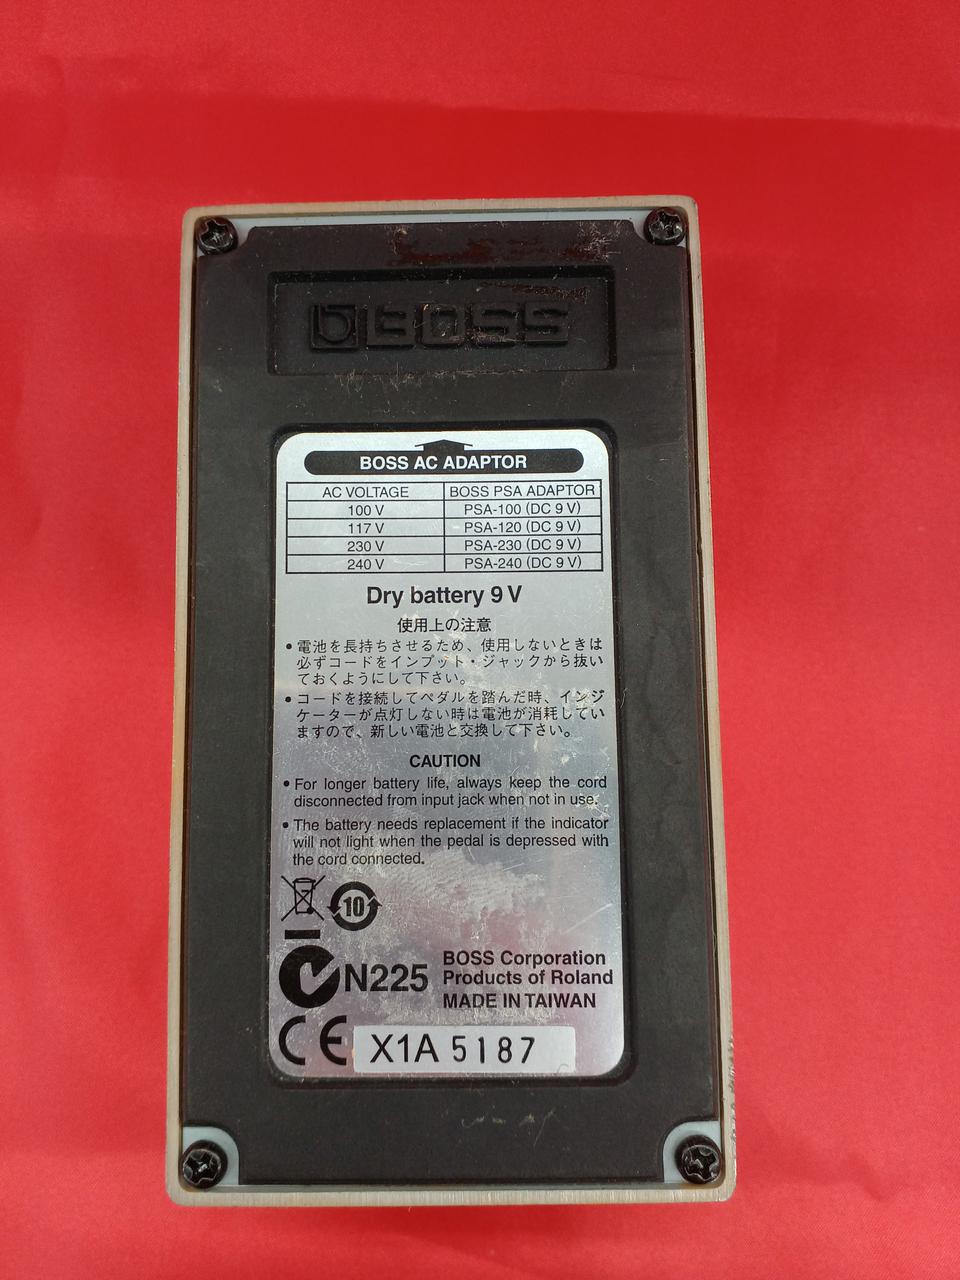 BOSS
BOSS AC ADAPTOR
AC VOLTAGE BOSS PSA ADAPTOR
100 V PSA-100 (DC 9 V)
117 V PSA-120 (DC 9 V)
230 V PSA-230 (DC 9 V)
240 V PSA-240 (DC 9 V)
Dry battery 9 V
使用上の注意
• 電池を長持ちさせるため、使用しないときは
必ずコードをインプット・ジャックから抜い
ておくようにして下さい。
• コードを接続してペダルを踏んだ時、インジ
ケーターが点灯しない時は電池が消耗してい
ますので、新しい電池と交換して下さい。
CAUTION
• For longer battery life, always keep the cord
disconnected from input jack when not in use.
• The battery needs replacement if the indicator
will not light when the pedal is depressed with
the cord connected.
10
N225
BOSS Corporation
Products of Roland
MADE IN TAIWAN
CE
X1A 5187